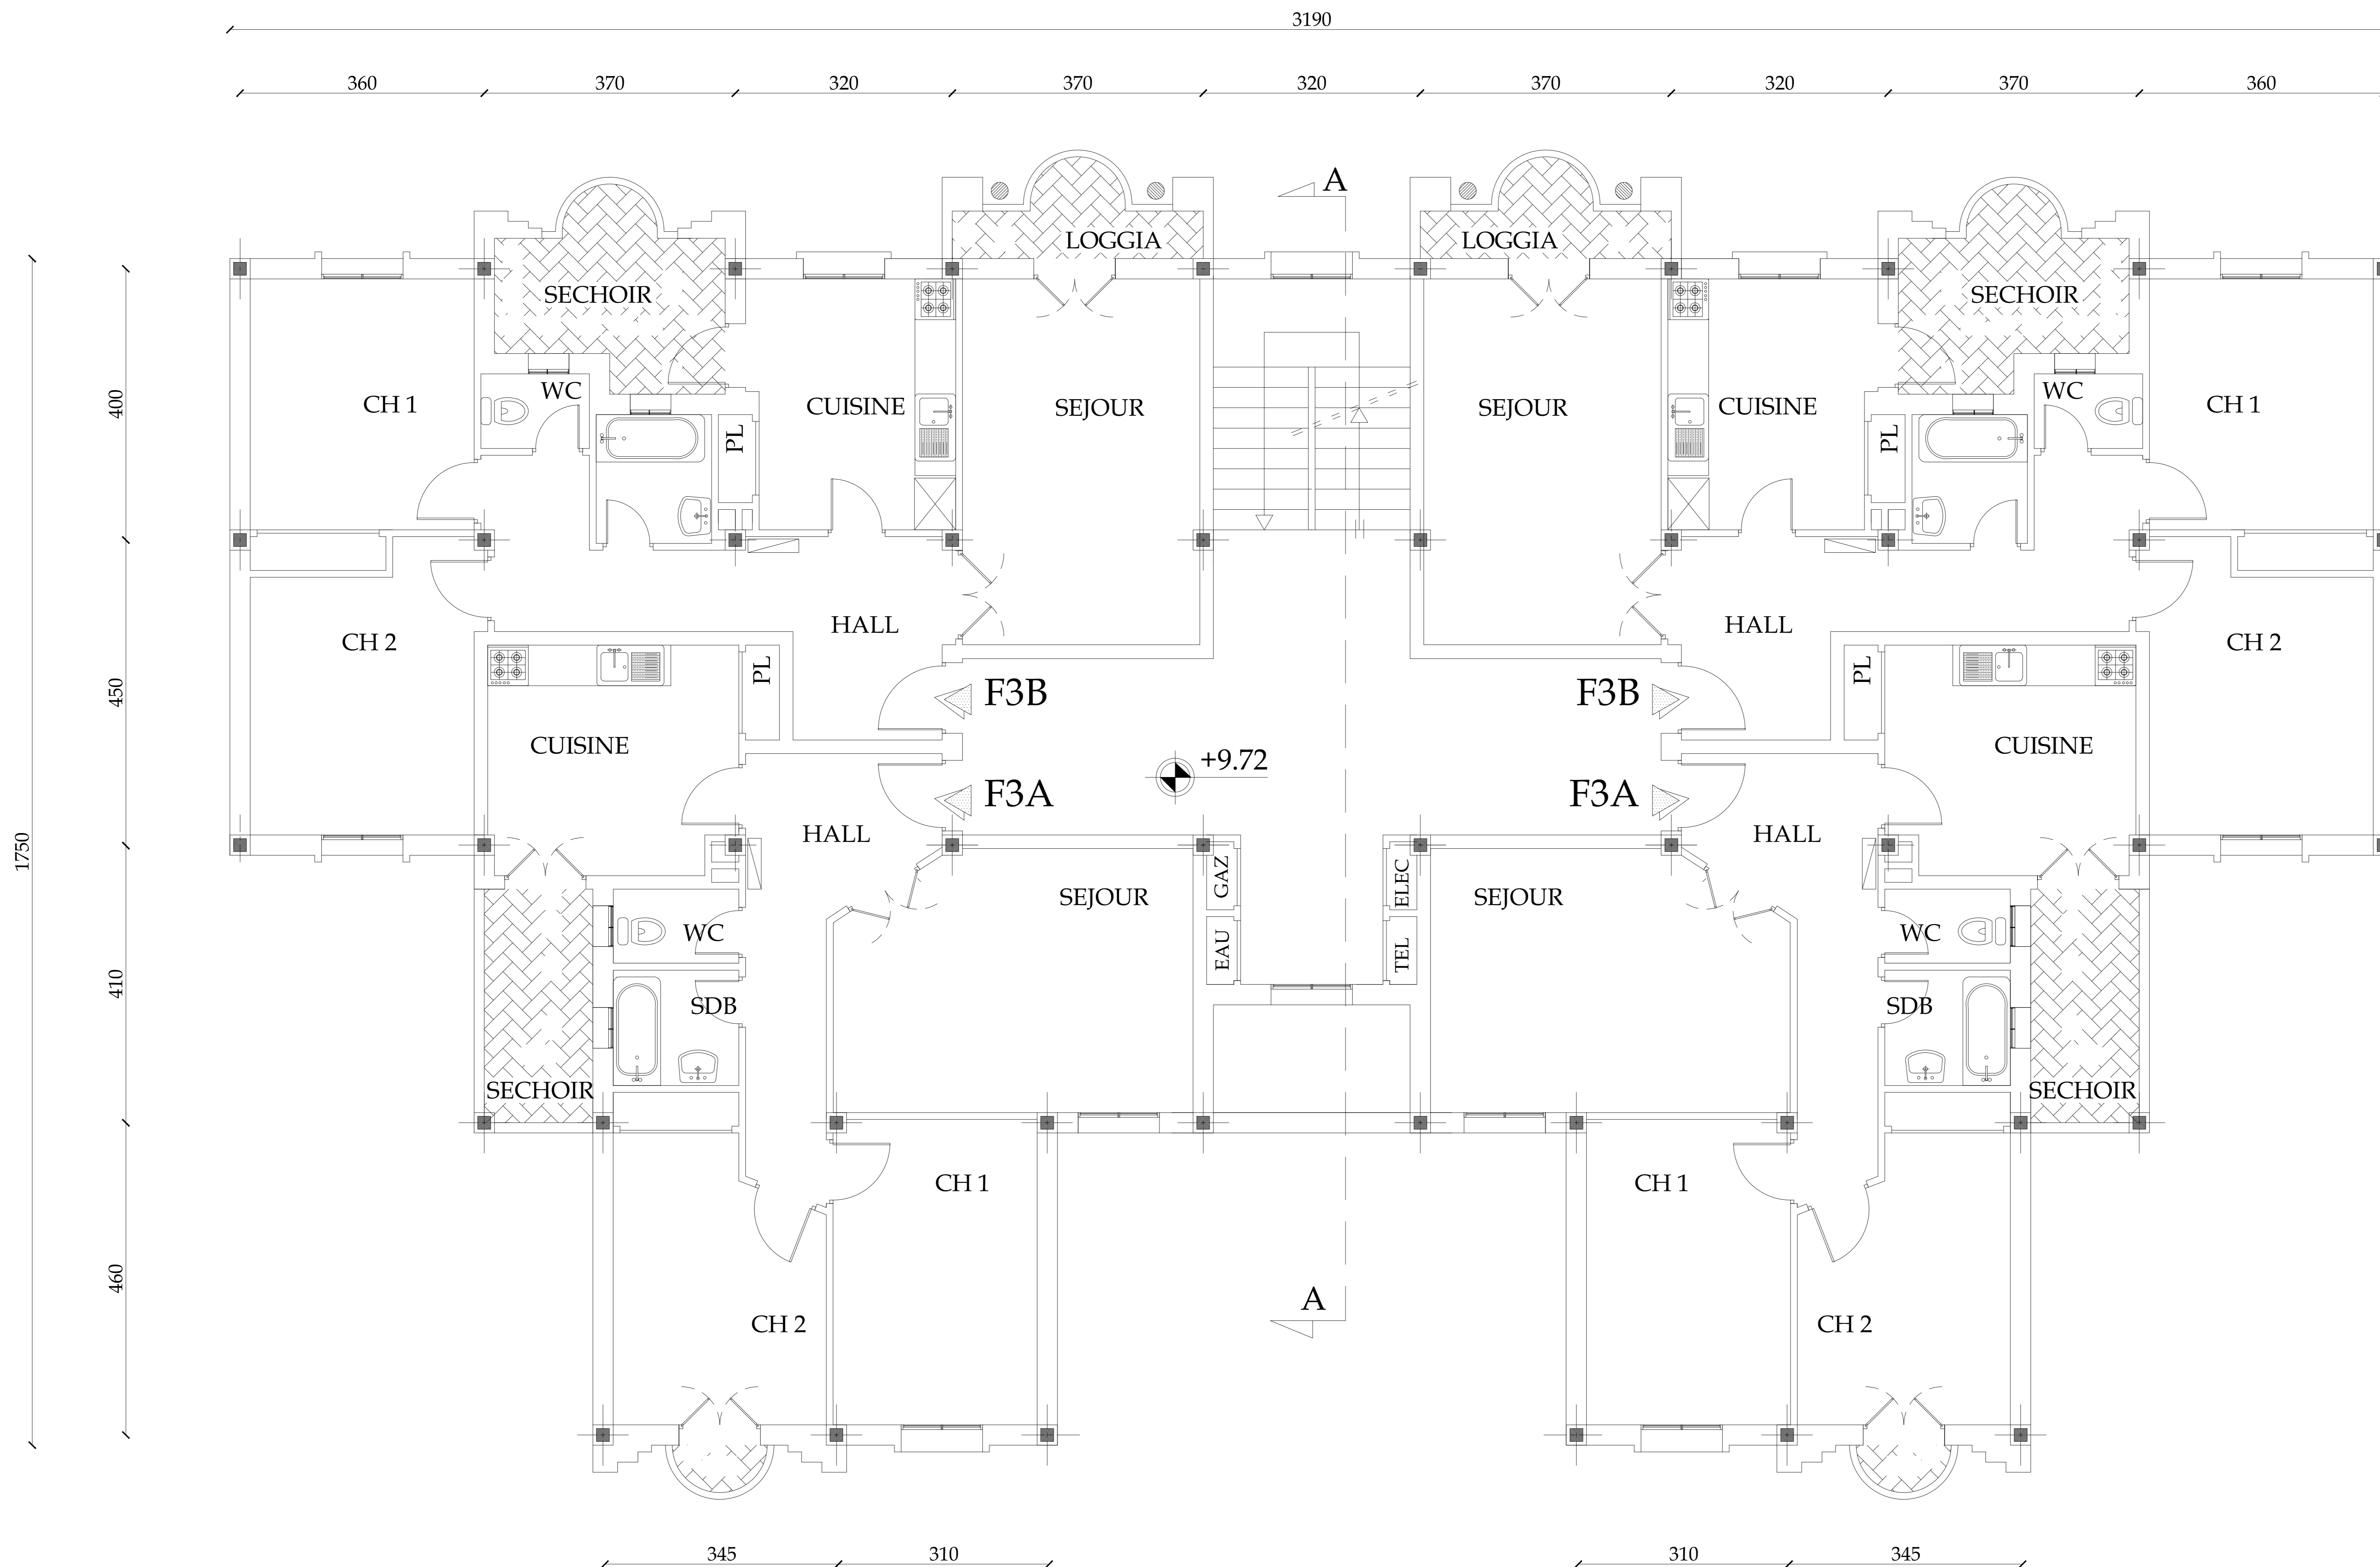 3190
360
370
320
370
320
370
320
370
360
A
LOGGIA
LOGGIA
SECHOIR
SECHOIR
CH 1
WC
PL
CUISINE
SEJOUR
SEJOUR
CUISINE
PL
WC
CH 1
400
CH 2
HALL
HALL
CH 2
450
PL
F3B
F3B
PL
CUISINE
+9.72
CUISINE
F3A
F3A
HALL
HALL
1750
SEJOUR
GAZ
ELEC
SEJOUR
WC
EAU
TEL
WC
410
SDB
SDB
SECHOIR
SECHOIR
CH 1
CH 1
460
A
CH 2
CH 2
345
310
310
345